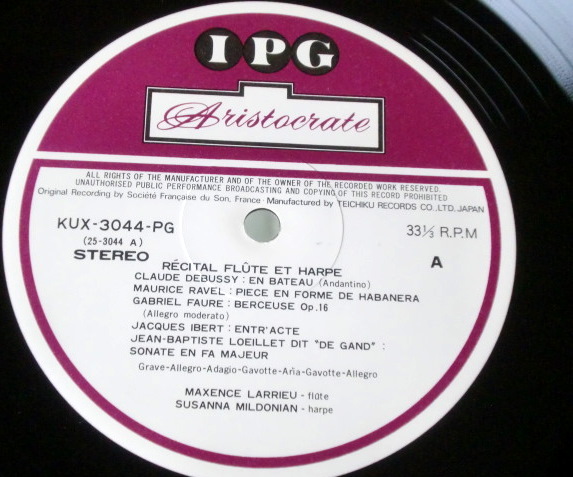 IPG
Aristocrate
ALL RIGHTS OF THE MANUFACTURER AND OF THE OWNER OF THE RECORDED WORK RESERVED.
UNAUTHORISED PUBLIC PERFORMANCE BROADCASTING AND COPYING OF THIS RECORD PROHIBITED
Original Recording by Société Française du Son, France · Manufactured by TEICHIKU RECORDS CO.,LTD. JAPAN
KUX-3044-PG
33⅓ R.P.M
(25-3044 A)
STEREO
A
RÉCITAL FLÛTE ET HARPE
CLAUDE DEBUSSY : EN BATEAU (Andantino)
MAURICE RAVEL : PIECE EN FORME DE HABANERA
GABRIEL FAURE : BERCEUSE Op.16
(Allegro moderato)
JACQUES IBERT : ENTR'ACTE
JEAN-BAPTISTE LOEILLET DIT "DE GAND" :
SONATE EN FA MAJEUR
Grave-Allegro-Adagio-Gavotte-Aria-Gavotte-Allegro
MAXENCE LARRIEU - flúte
SUSANNA MILDONIAN - harpe